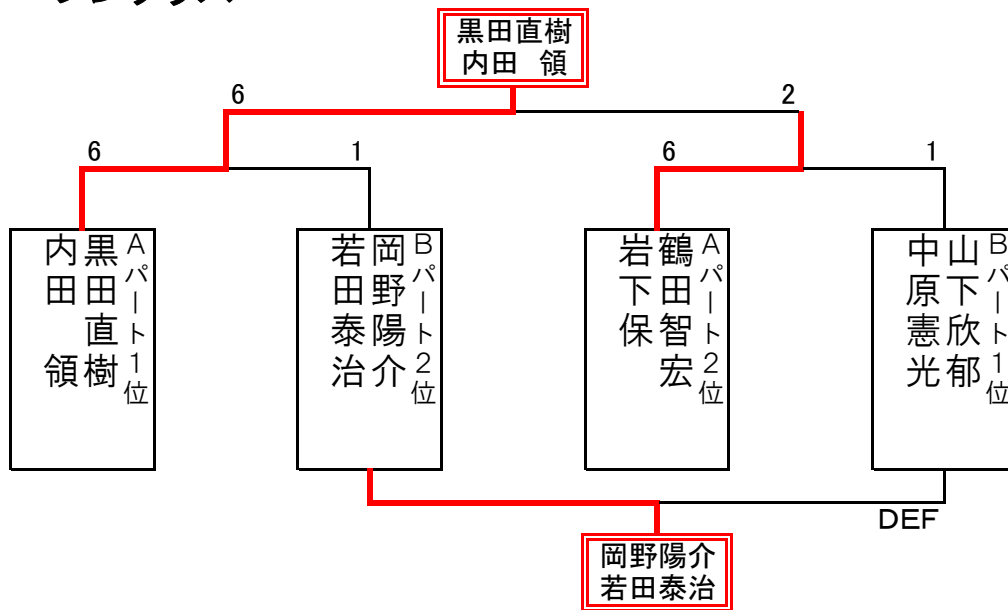 黒田直樹
内田 領
6
2
6
1
6
1
Aパート1位
黒田直樹
内田 領
Bパート2位
岡野陽介
若田泰治
Aパート2位
鶴田智宏
岩下保
Bパート1位
山下欣郁
中原憲光
DEF
岡野陽介
若田泰治